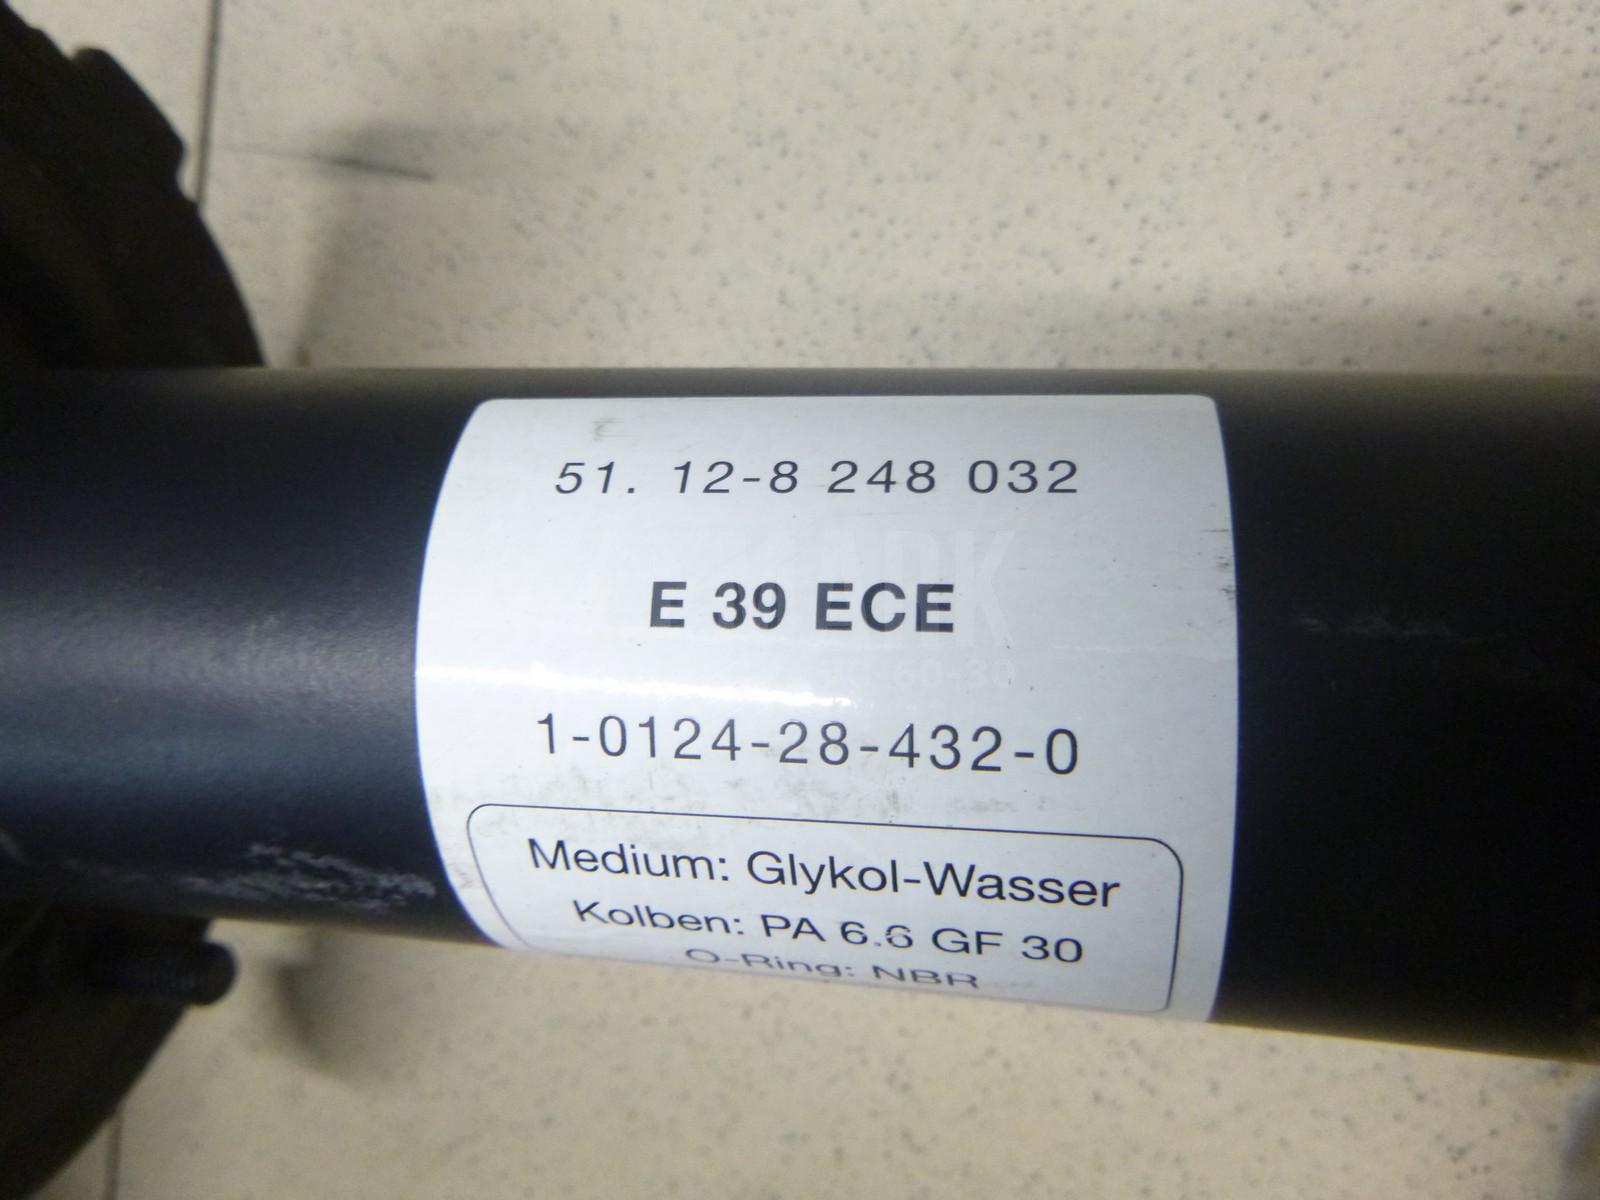 51. 12-8 248 032
E 39 ECE
1-0124-28-432-0
Medium: Glykol-Wasser
Kolben: PA 6.6 GF 30
O-Ring: NBR